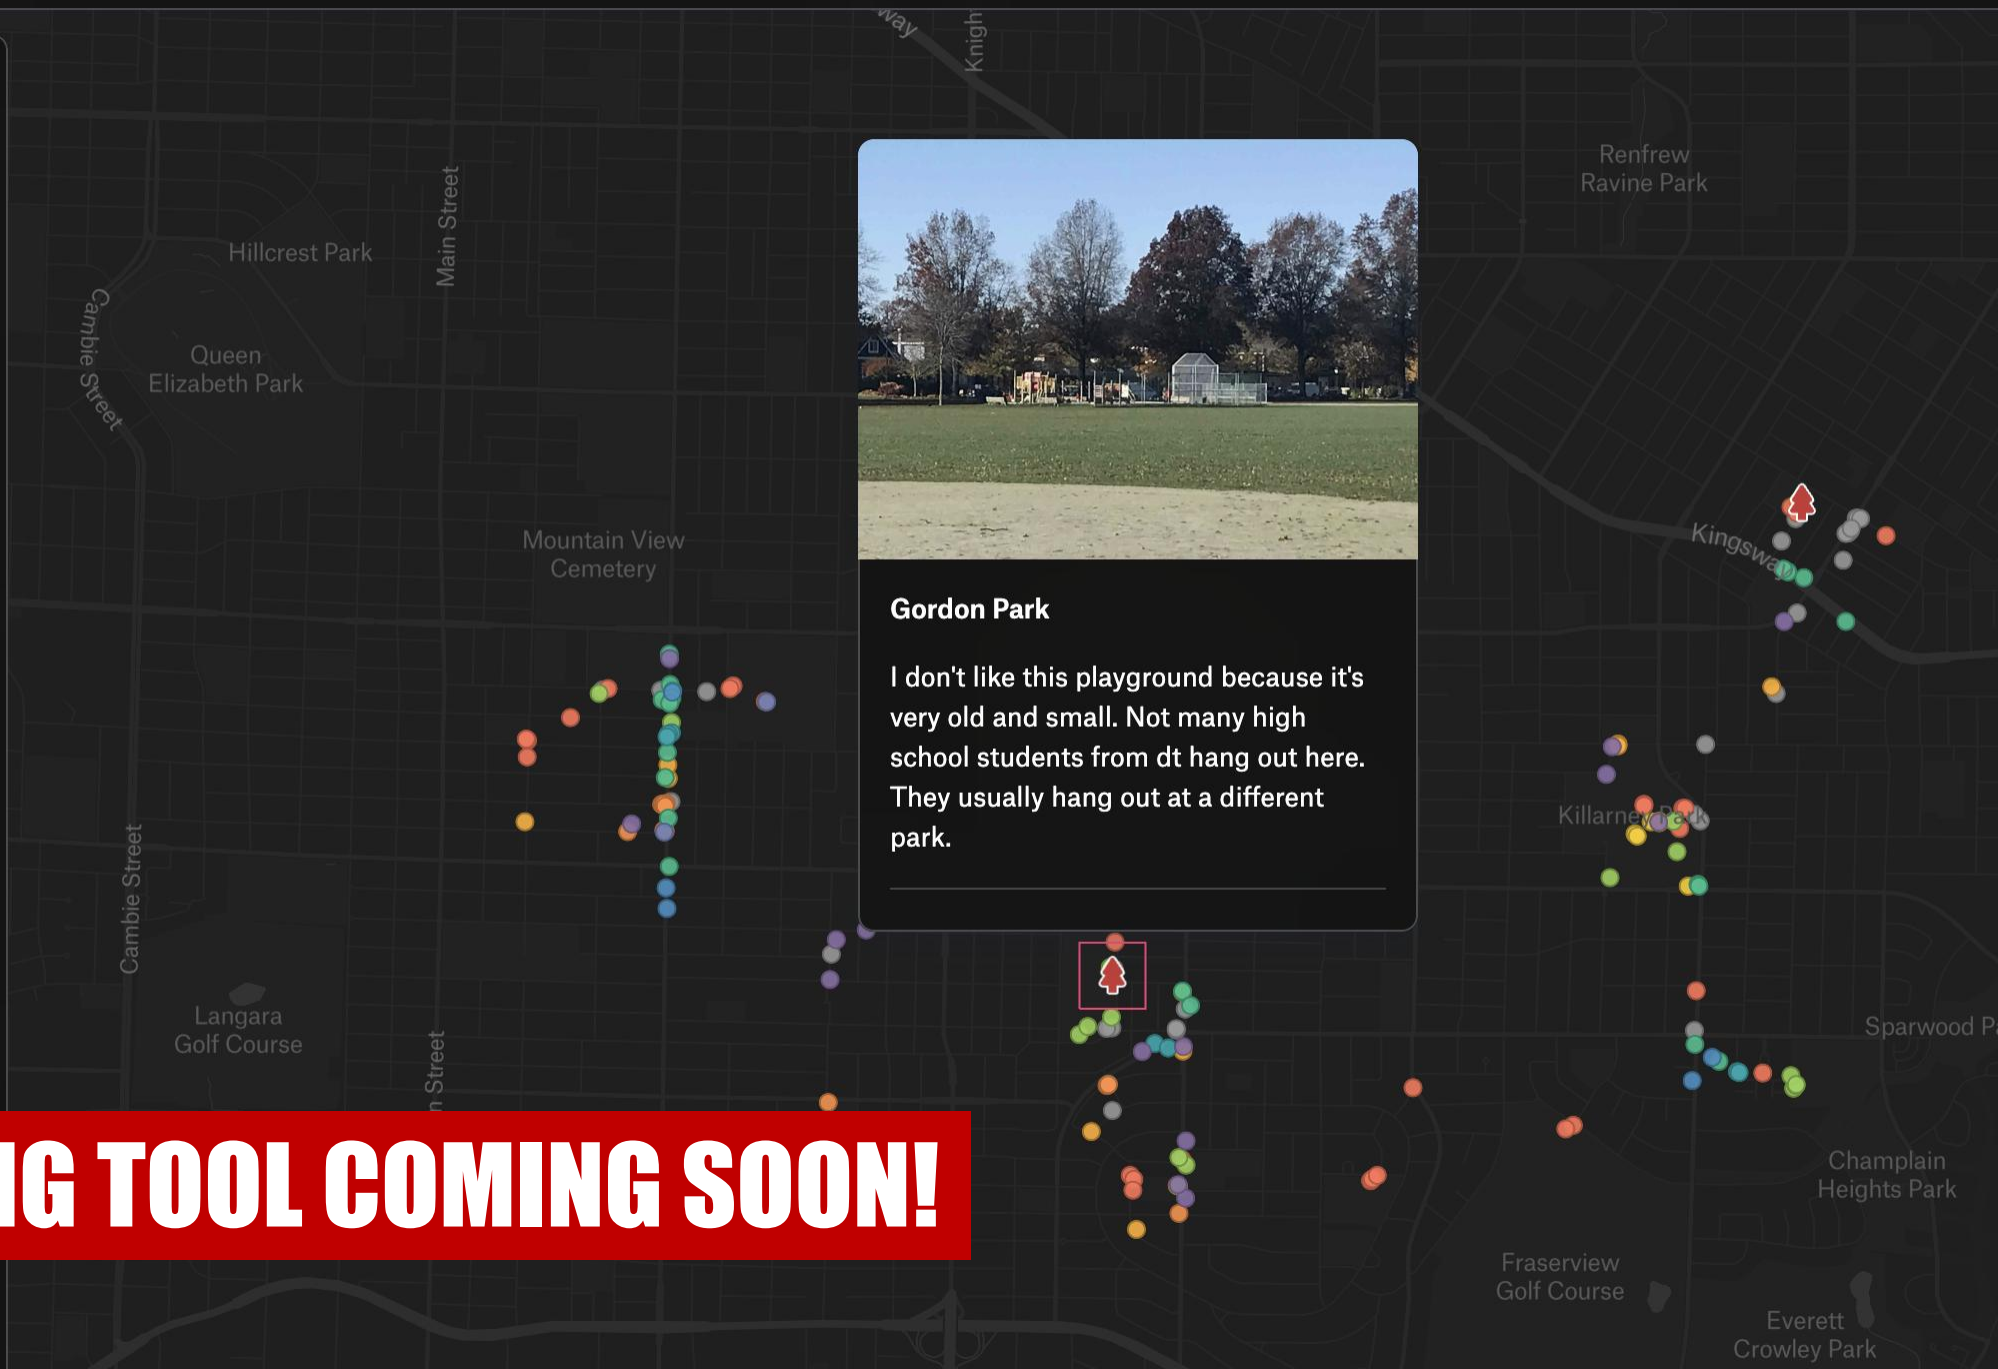 way
Knigh
Renfrew
Ravine Park
Main Street
Hillcrest Park
Cambie Street
Queen
Elizabeth Park
Mountain View
Cemetery
Kingsway
Gordon Park
I don't like this playground because it's
very old and small. Not many high
school students from dt hang out here.
They usually hang out at a different
park.
Killarney Park
Cambie Street
Langara
Golf Course
n Street
Sparwood P
NG TOOL COMING SOON!
Champlain
Heights Park
Fraserview
Golf Course
Everett
Crowley Park